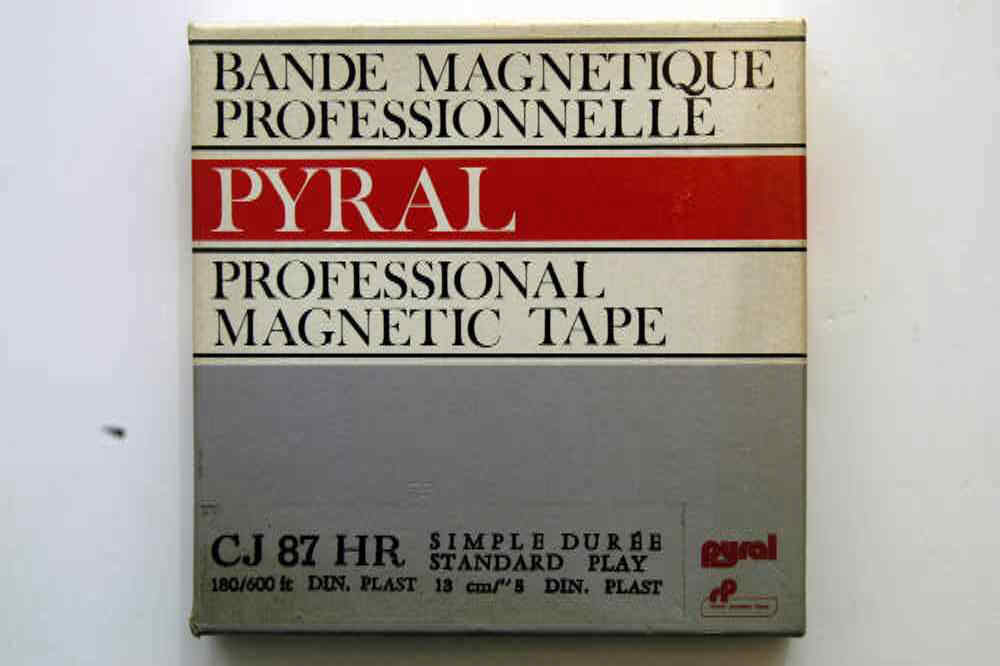 BANDE MAGNETIQUE
PROFESSIONNELLE
PYRAL
PROFESSIONAL
MAGNETIC TAPE
CJ 87 HR SIMPLE DURÉE
STANDARD PLAY
180/600 ft DIN. PLAST 13 cm/" 5 DIN. PLAST
pyral
rP